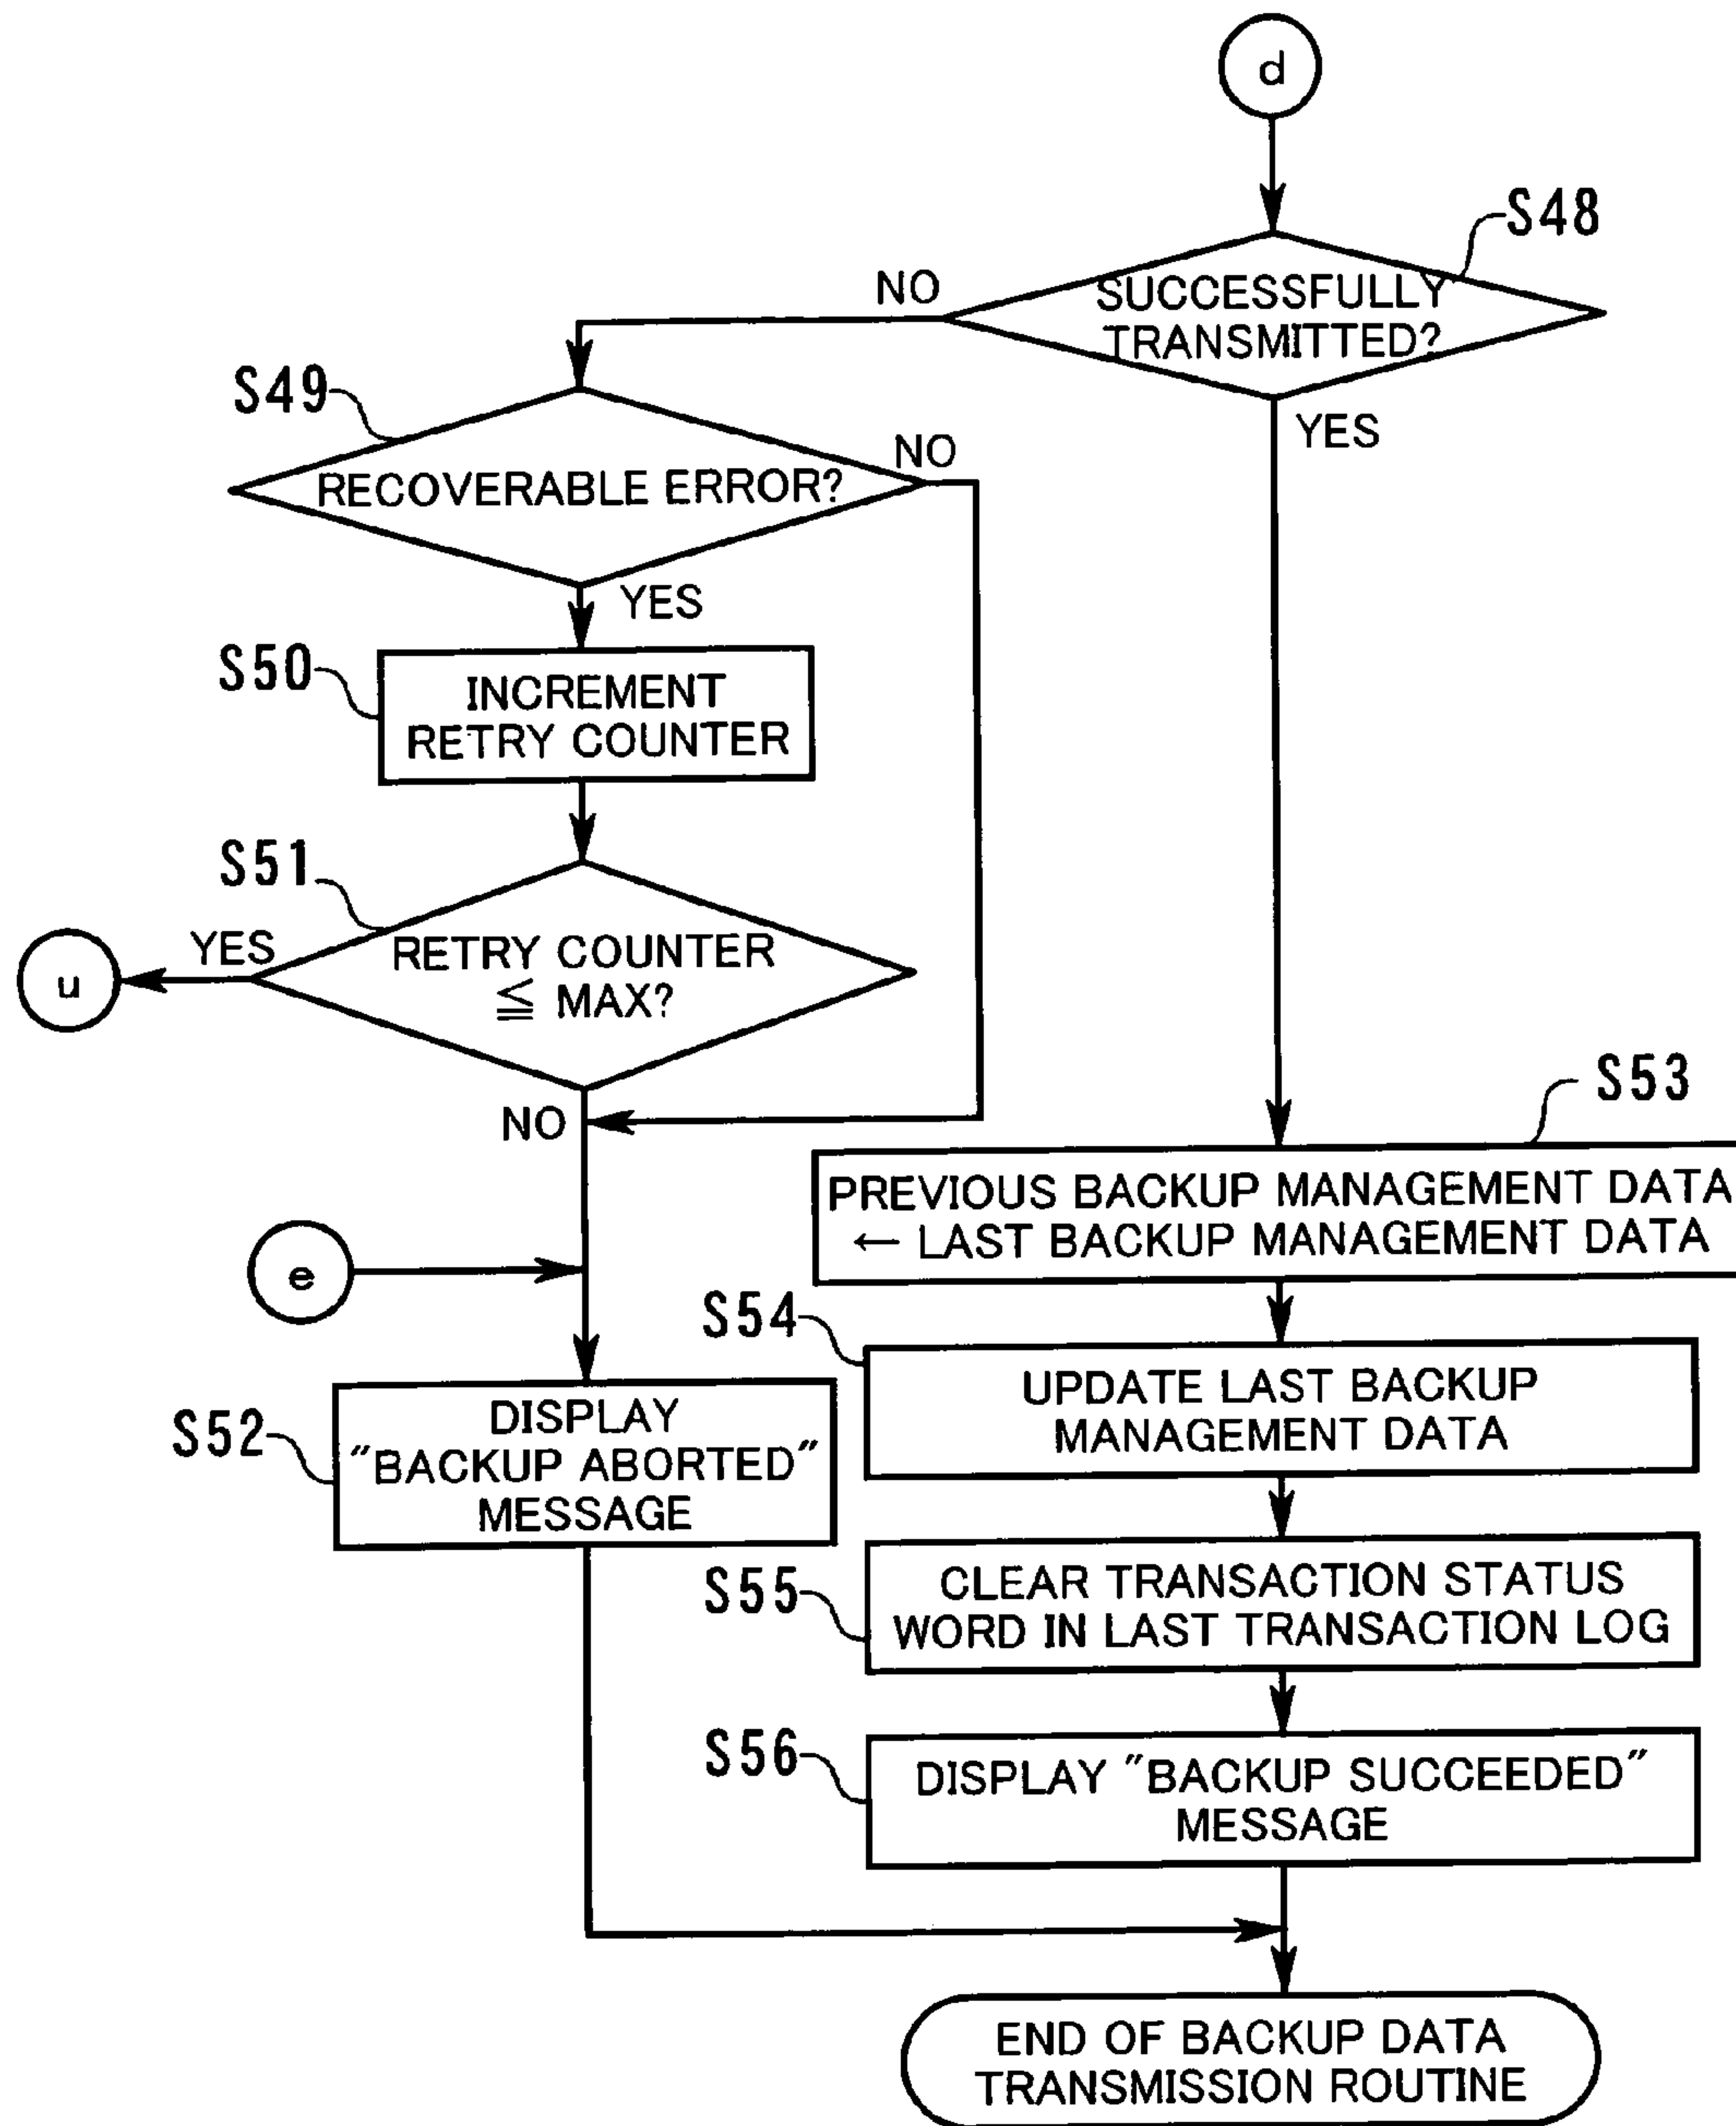 d
S48
SUCCESSFULLY
TRANSMITTED?
NO
YES
S49
RECOVERABLE ERROR?
NO
YES
S50
INCREMENT
RETRY COUNTER
S51
RETRY COUNTER
≦ MAX?
YES
u
NO
e
S52
DISPLAY
"BACKUP ABORTED"
MESSAGE
S53
PREVIOUS BACKUP MANAGEMENT DATA
← LAST BACKUP MANAGEMENT DATA
S54
UPDATE LAST BACKUP
MANAGEMENT DATA
S55
CLEAR TRANSACTION STATUS
WORD IN LAST TRANSACTION LOG
S56
DISPLAY "BACKUP SUCCEEDED"
MESSAGE
END OF BACKUP DATA
TRANSMISSION ROUTINE